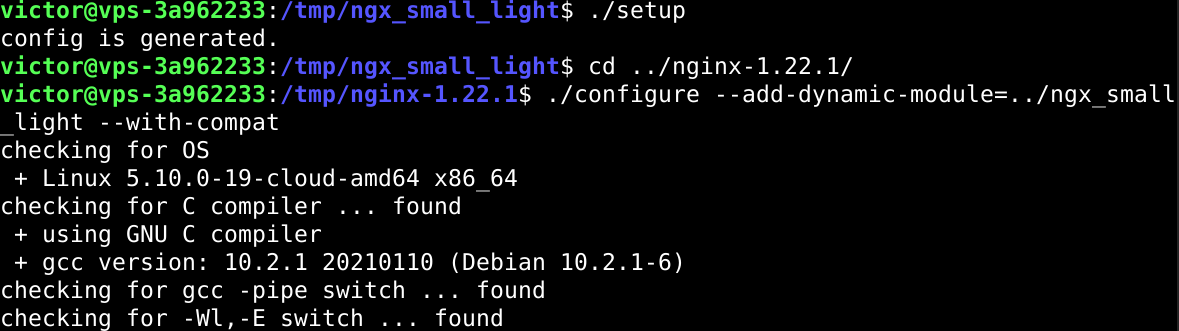 victor@vps-3a962233:/tmp/ngx_small_light$ ./setup
config is generated.
victor@vps-3a962233:/tmp/ngx_small_light$ cd ../nginx-1.22.1/
victor@vps-3a962233:/tmp/nginx-1.22.1$ ./configure --add-dynamic-module=../ngx_small
_light --with-compat
checking for OS
 + Linux 5.10.0-19-cloud-amd64 x86_64
checking for C compiler ... found
 + using GNU C compiler
 + gcc version: 10.2.1 20210110 (Debian 10.2.1-6)
checking for gcc -pipe switch ... found
checking for -Wl,-E switch ... found